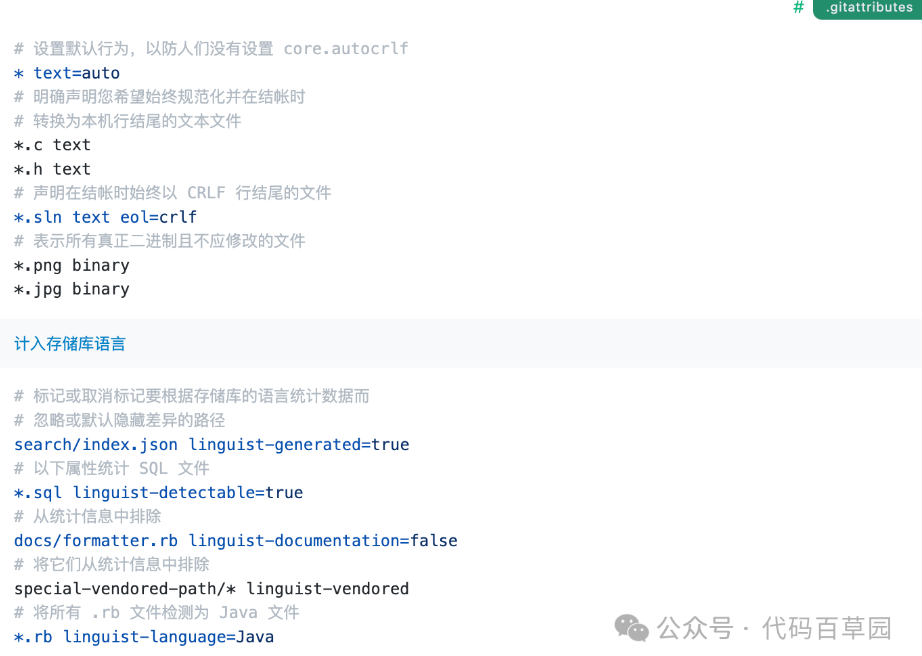 # .gitattributes
# 设置默认行为，以防人们没有设置 core.autocrlf
* text=auto
# 明确声明您希望始终规范化并在结帐时
# 转换为本机行结尾的文本文件
*.c text
*.h text
# 声明在结帐时始终以 CRLF 行结尾的文件
*.sln text eol=crlf
# 表示所有真正二进制且不应修改的文件
*.png binary
*.jpg binary
计入存储库语言
# 标记或取消标记要根据存储库的语言统计数据而
# 忽略或默认隐藏差异的路径
search/index.json linguist-generated=true
# 以下属性统计 SQL 文件
*.sql linguist-detectable=true
# 从统计信息中排除
docs/formatter.rb linguist-documentation=false
# 将它们从统计信息中排除
special-vendored-path/* linguist-vendored
# 将所有 .rb 文件检测为 Java 文件
*.rb linguist-language=Java
公众号 · 代码百草园